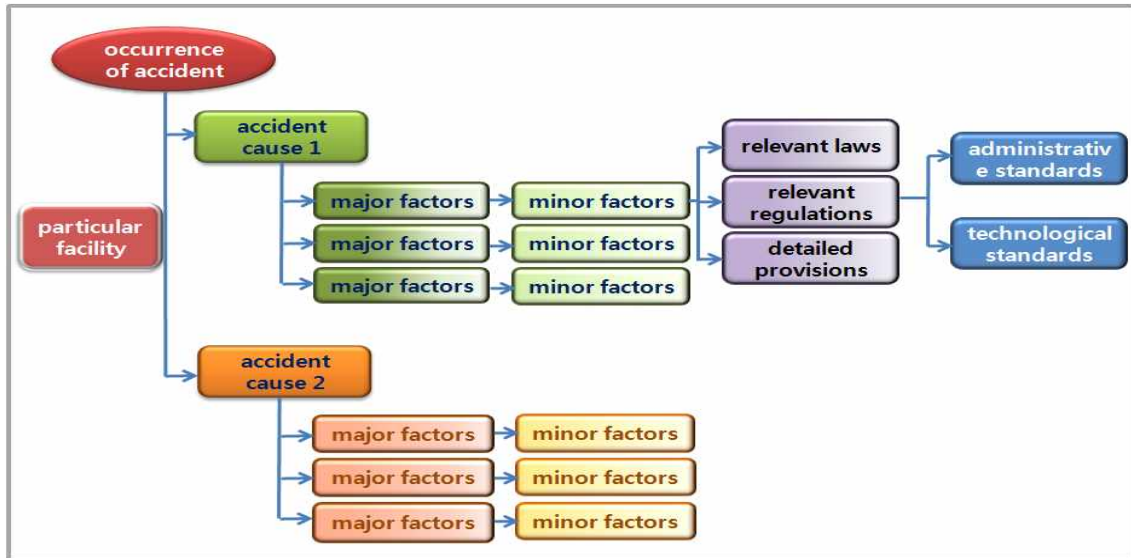 occurrence
of accident
accident
cause 1
relevant laws
administrativ
e standards
major factors
minor factors
relevant
regulations
particular
facility
major factors
minor factors
technological
standards
detailed
provisions
major factors
minor factors
accident
cause 2
major factors
minor factors
major factors
minor factors
major factors
minor factors